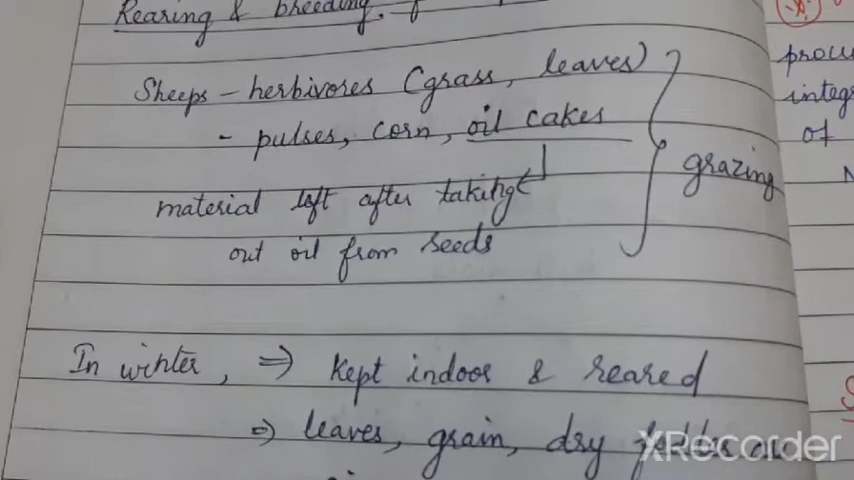 Rearing & breeding :-
Sheeps - herbivores (grass, leaves)
- pulses, corn, oil cakes
grazing
material left after taking
out oil from seeds
In winter, ⇒ kept indoor & reared
⇒ leaves, grain, dry
XRecorder
of